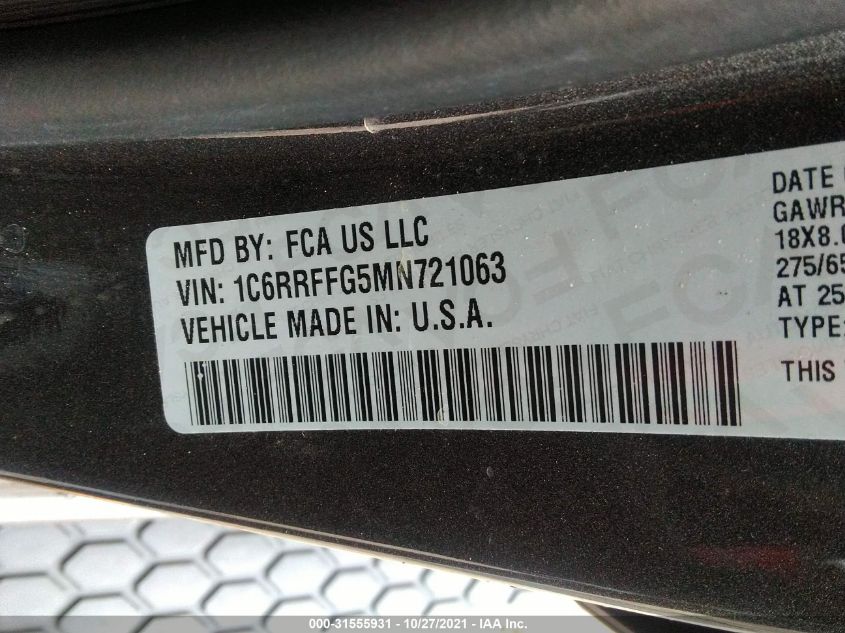 MFD BY: FCA US LLC
VIN: 1C6RRFFG5MN721063
VEHICLE MADE IN: U.S.A.
DATE
GAWR
18X8.
275/65
AT 25
TYPE:
THIS
000-31555931 - 10/27/2021 - IAA Inc.